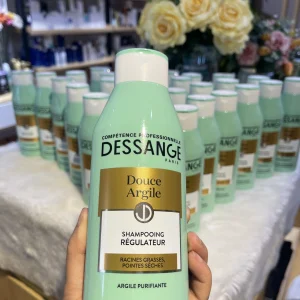 COMPÉTENCE PROFESSIONNELLE
DESSANGE
PARIS
Douce
Argile
SHAMPOOING
RÉGULATEUR
RACINES GRASSES,
POINTES SÈCHES
ARGILE PURIFIANTE